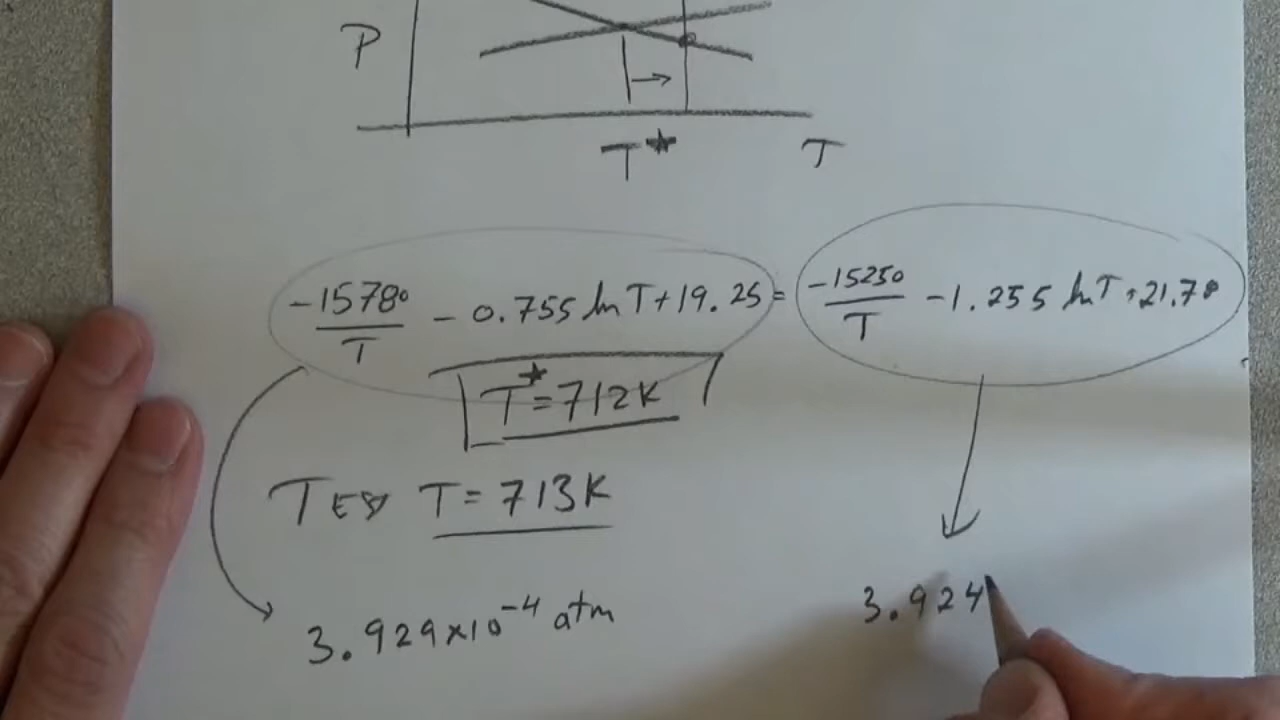 P
T* T
-15780/T - 0.755 ln T + 19.25 = -15250/T - 1.255 ln T + 21.78
T* = 712K
T = 713K
3.929 x 10⁻⁴ atm 3.924